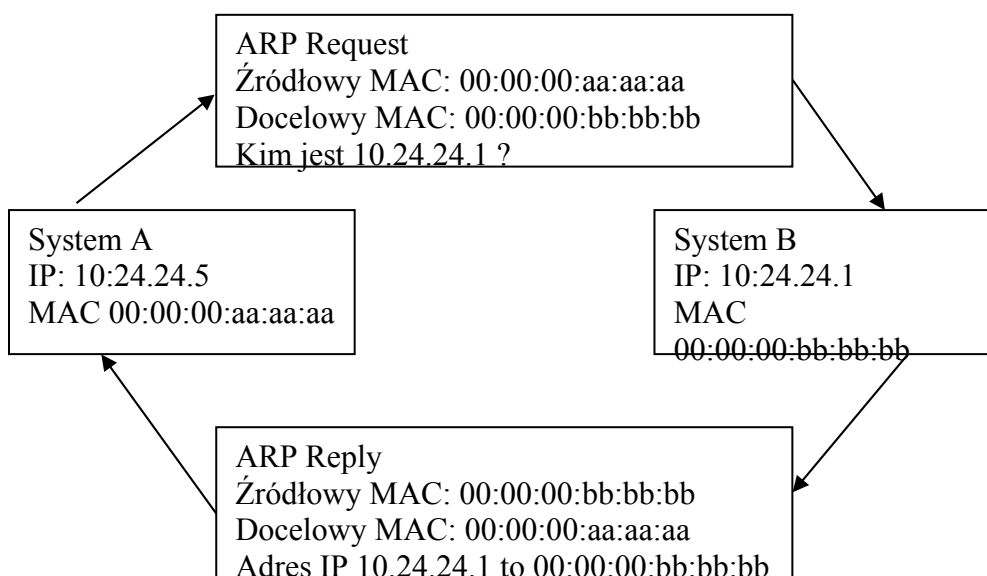 ARP Request
Źródłowy MAC: 00:00:00:aa:aa:aa
Docelowy MAC: 00:00:00:bb:bb:bb
Kim jest 10.24.24.1 ?
System A
IP: 10:24.24.5
MAC 00:00:00:aa:aa:aa
System B
IP: 10:24.24.1
MAC
00:00:00:bb:bb:bb
ARP Reply
Źródłowy MAC: 00:00:00:bb:bb:bb
Docelowy MAC: 00:00:00:aa:aa:aa
Adres IP 10.24.24.1 to 00:00:00:bb:bb:bb